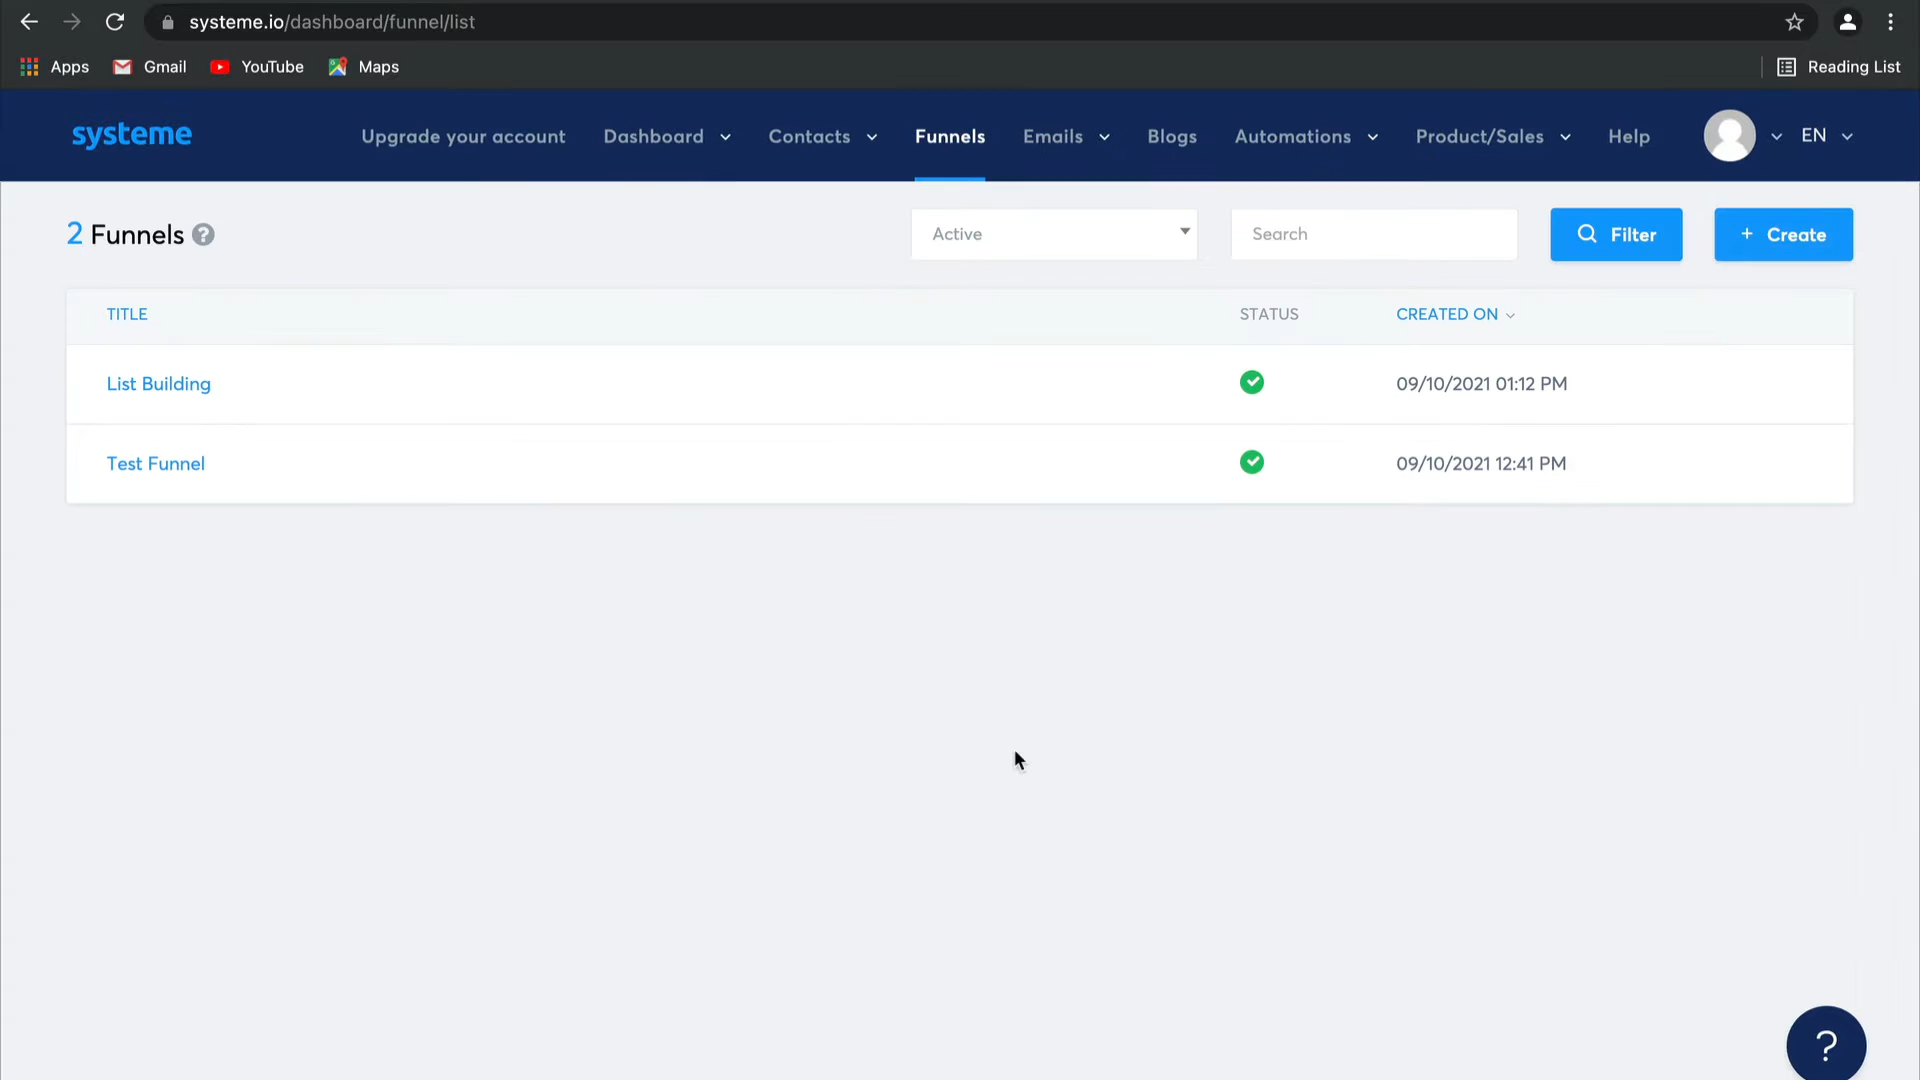 systeme.io/dashboard/funnel/list
Apps Gmail YouTube Maps Reading List
systeme Upgrade your account Dashboard Contacts Funnels Emails Blogs Automations Product/Sales Help EN
2 Funnels ? Active Search Filter + Create
TITLE STATUS CREATED ON
List Building 09/10/2021 01:12 PM
Test Funnel 09/10/2021 12:41 PM
?